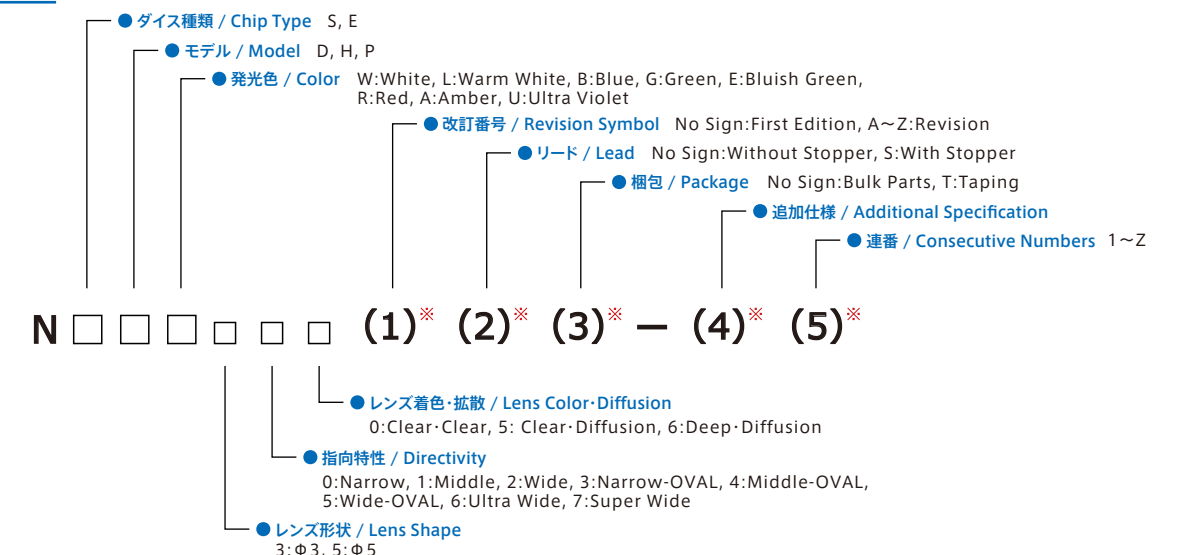 ● ダイス種類 / Chip Type S, E
● モデル / Model D, H, P
● 発光色 / Color W:White, L:Warm White, B:Blue, G:Green, E:Bluish Green,
R:Red, A:Amber, U:Ultra Violet
● 改訂番号 / Revision Symbol No Sign:First Edition, A～Z:Revision
● リード / Lead No Sign:Without Stopper, S:With Stopper
● 梱包 / Package No Sign:Bulk Parts, T:Taping
● 追加仕様 / Additional Specification
● 連番 / Consecutive Numbers 1～Z
N □ □ □ □ □ □ (1)※ (2)※ (3)※ － (4)※ (5)※
● レンズ着色・拡散 / Lens Color・Diffusion
0:Clear・Clear, 5: Clear・Diffusion, 6:Deep・Diffusion
● 指向特性 / Directivity
0:Narrow, 1:Middle, 2:Wide, 3:Narrow-OVAL, 4:Middle-OVAL,
5:Wide-OVAL, 6:Ultra Wide, 7:Super Wide
● レンズ形状 / Lens Shape
3:Φ3, 5:Φ5